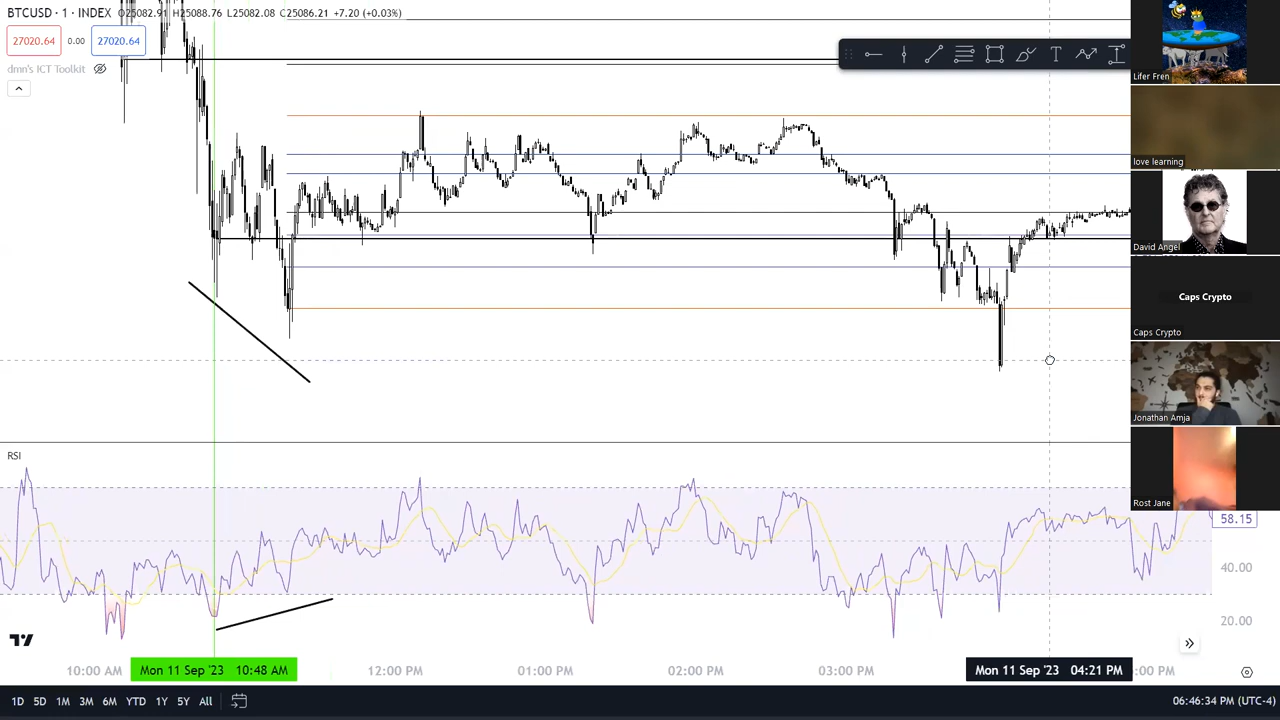 BTCUSD · 1 · INDEX O25082.91 H25088.76 L25082.08 C25086.21 +7.20 (+0.03%)
27020.64 0.00 27020.64
dmn's ICT Toolkit
Lifer Fren
love learning
David Angel
Caps Crypto
Caps Crypto
Jonathan Amja
Rost Jane
RSI
58.15
40.00
20.00
10:00 AM Mon 11 Sep '23 10:48 AM 12:00 PM 01:00 PM 02:00 PM 03:00 PM Mon 11 Sep '23 04:21 PM :00 PM
1D 5D 1M 3M 6M YTD 1Y 5Y All 06:46:34 PM (UTC-4)